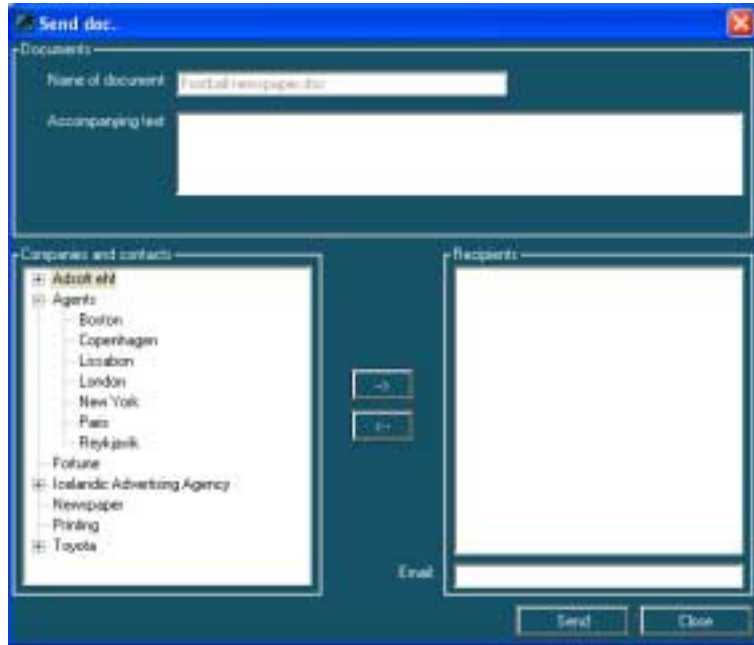 Send doc.
Documents
Name of document
Football newspaper.doc
Accompanying text
Companies and contacts
Adsoft ehf
Agents
Boston
Copenhagen
Lissabon
London
New York
Paris
Reykjavik
Fortune
Icelandic Advertising Agency
Newspaper
Printing
Toyota
-->
<--
Recipients
Email
Send
Close